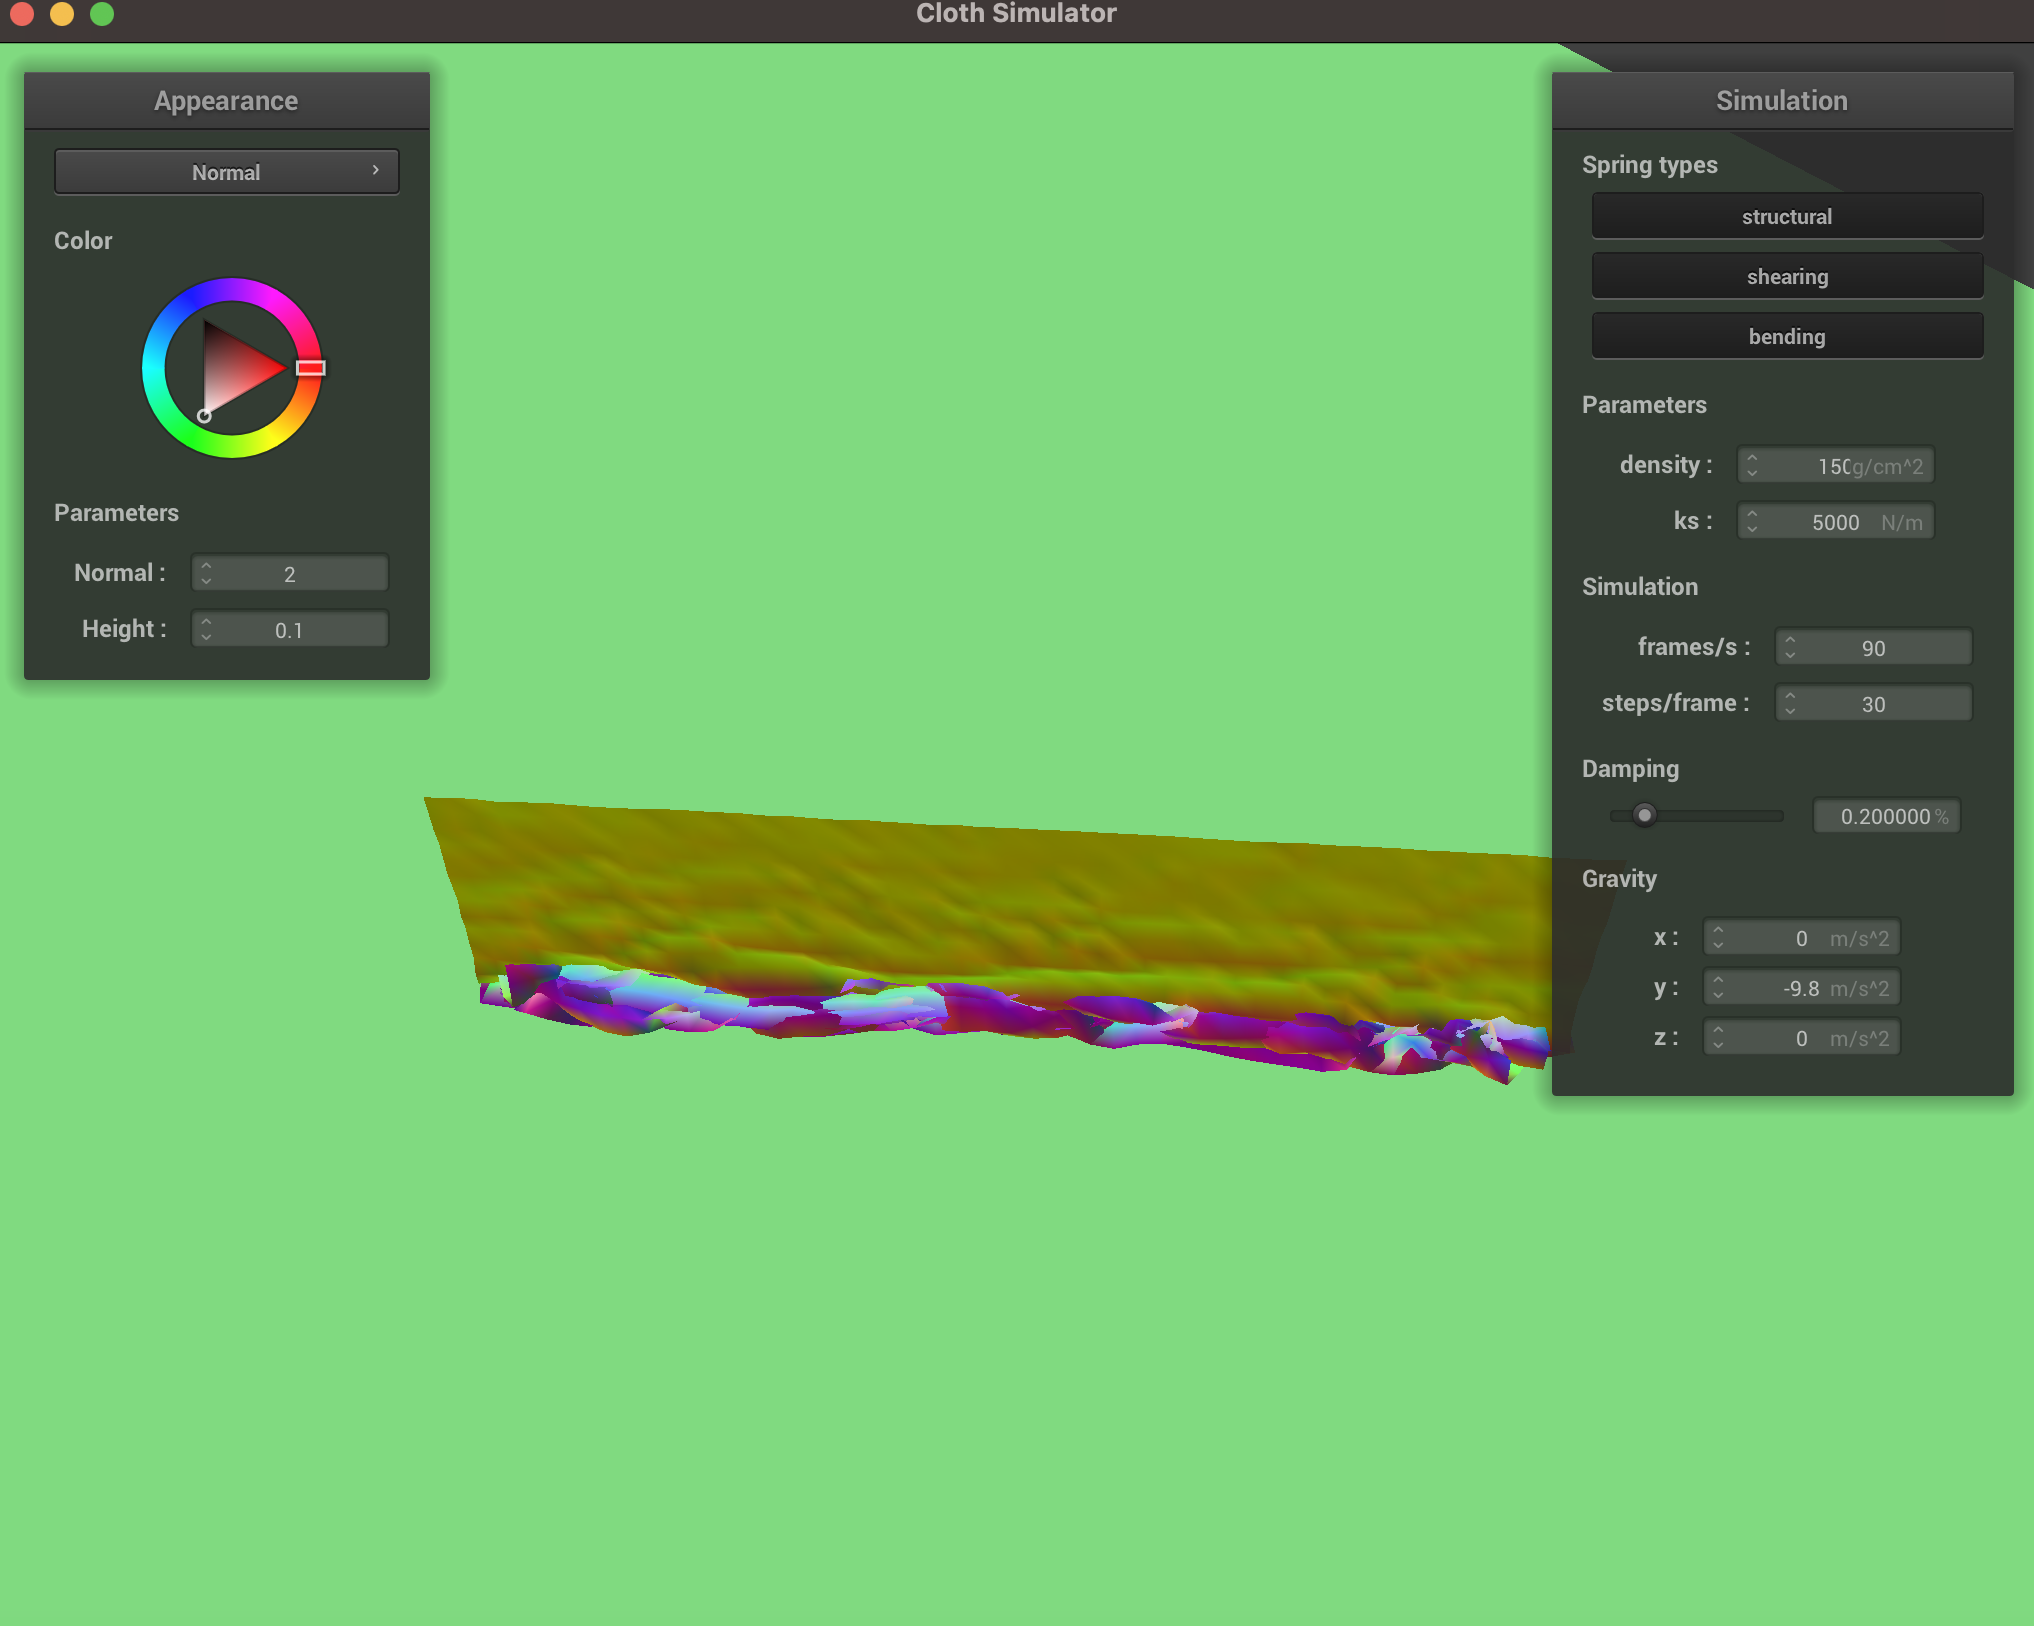 Cloth Simulator
Appearance
Normal
Color
Parameters
Normal :
2
Height :
0.1
Simulation
Spring types
structural
shearing
bending
Parameters
density :
150 g/cm^2
ks :
5000 N/m
Simulation
frames/s :
90
steps/frame :
30
Damping
0.200000 %
Gravity
x :
0 m/s^2
y :
-9.8 m/s^2
z :
0 m/s^2